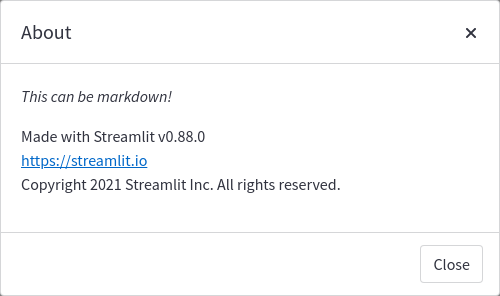 About
This can be markdown!
Made with Streamlit v0.88.0
https://streamlit.io
Copyright 2021 Streamlit Inc. All rights reserved.
Close